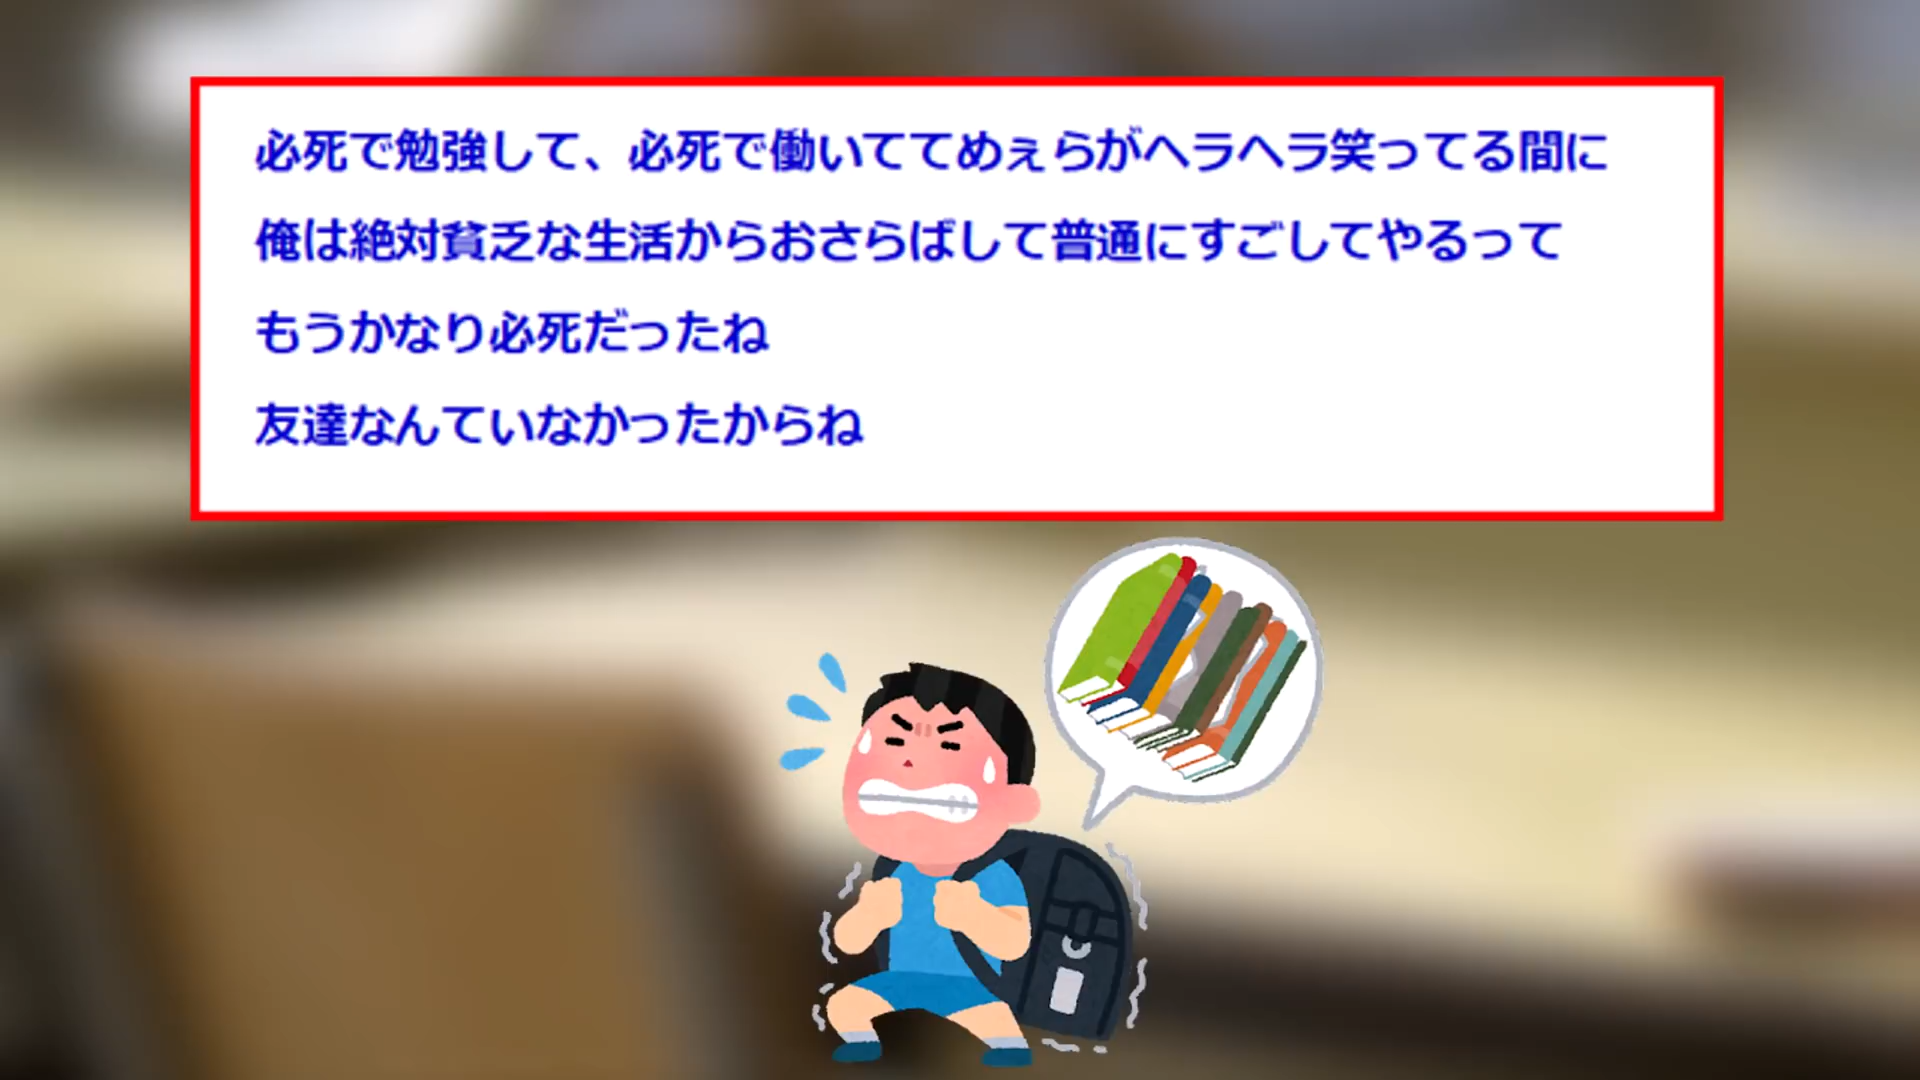 必死で勉強して、必死で働いててめぇらがヘラヘラ笑ってる間に
俺は絶対貧乏な生活からおさらばして普通にすごしてやるって
もうかなり必死だったね
友達なんていなかったからね